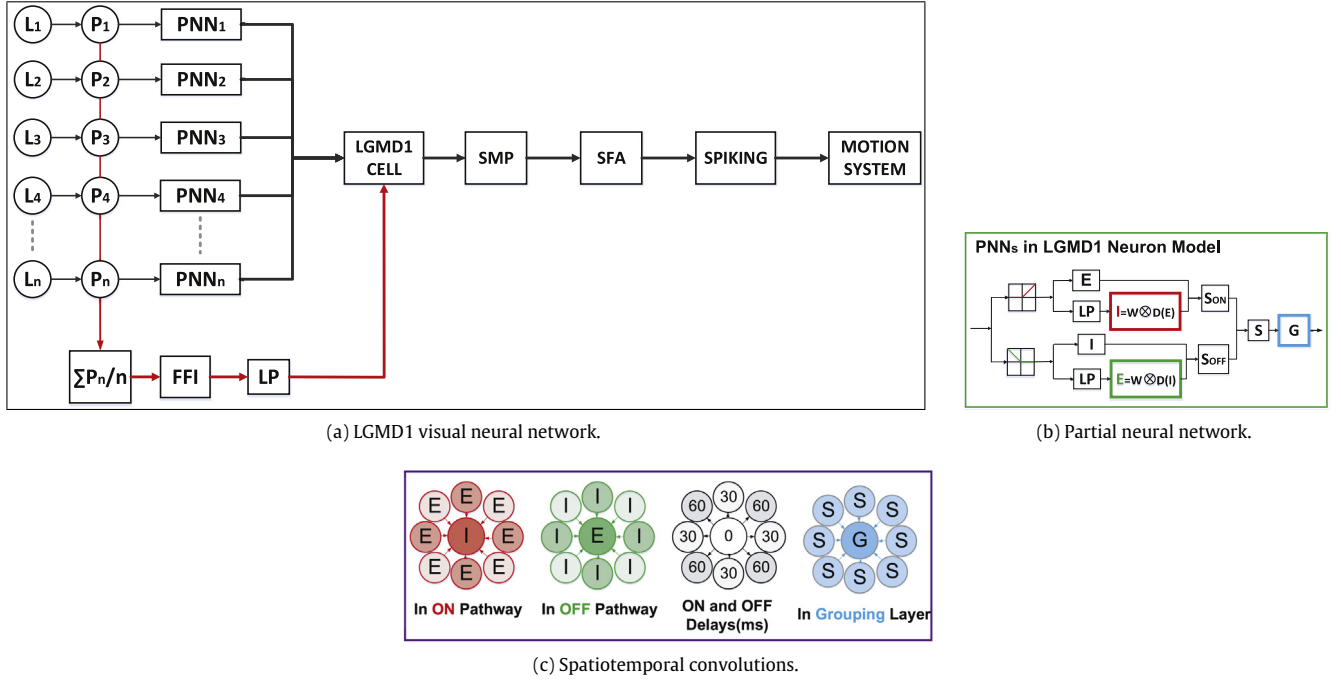 L1 P1 PNN1
L2 P2 PNN2
L3 P3 PNN3
L4 P4 PNN4
Ln Pn PNNn
LGMD1
CELL
SMP
SFA
SPIKING
MOTION
SYSTEM
∑Pn/n
FFI
LP
(a) LGMD1 visual neural network.
PNNs in LGMD1 Neuron Model
E
LP
I=W⊗D(E)
SON
I
LP
E=W⊗D(I)
SOFF
S
G
(b) Partial neural network.
E E E
E I E
E E E
In ON Pathway
I I I
I E I
I I I
In OFF Pathway
60 30 60
30 0 30
60 30 60
ON and OFF
Delays(ms)
S S S
S G S
S S S
In Grouping Layer
(c) Spatiotemporal convolutions.